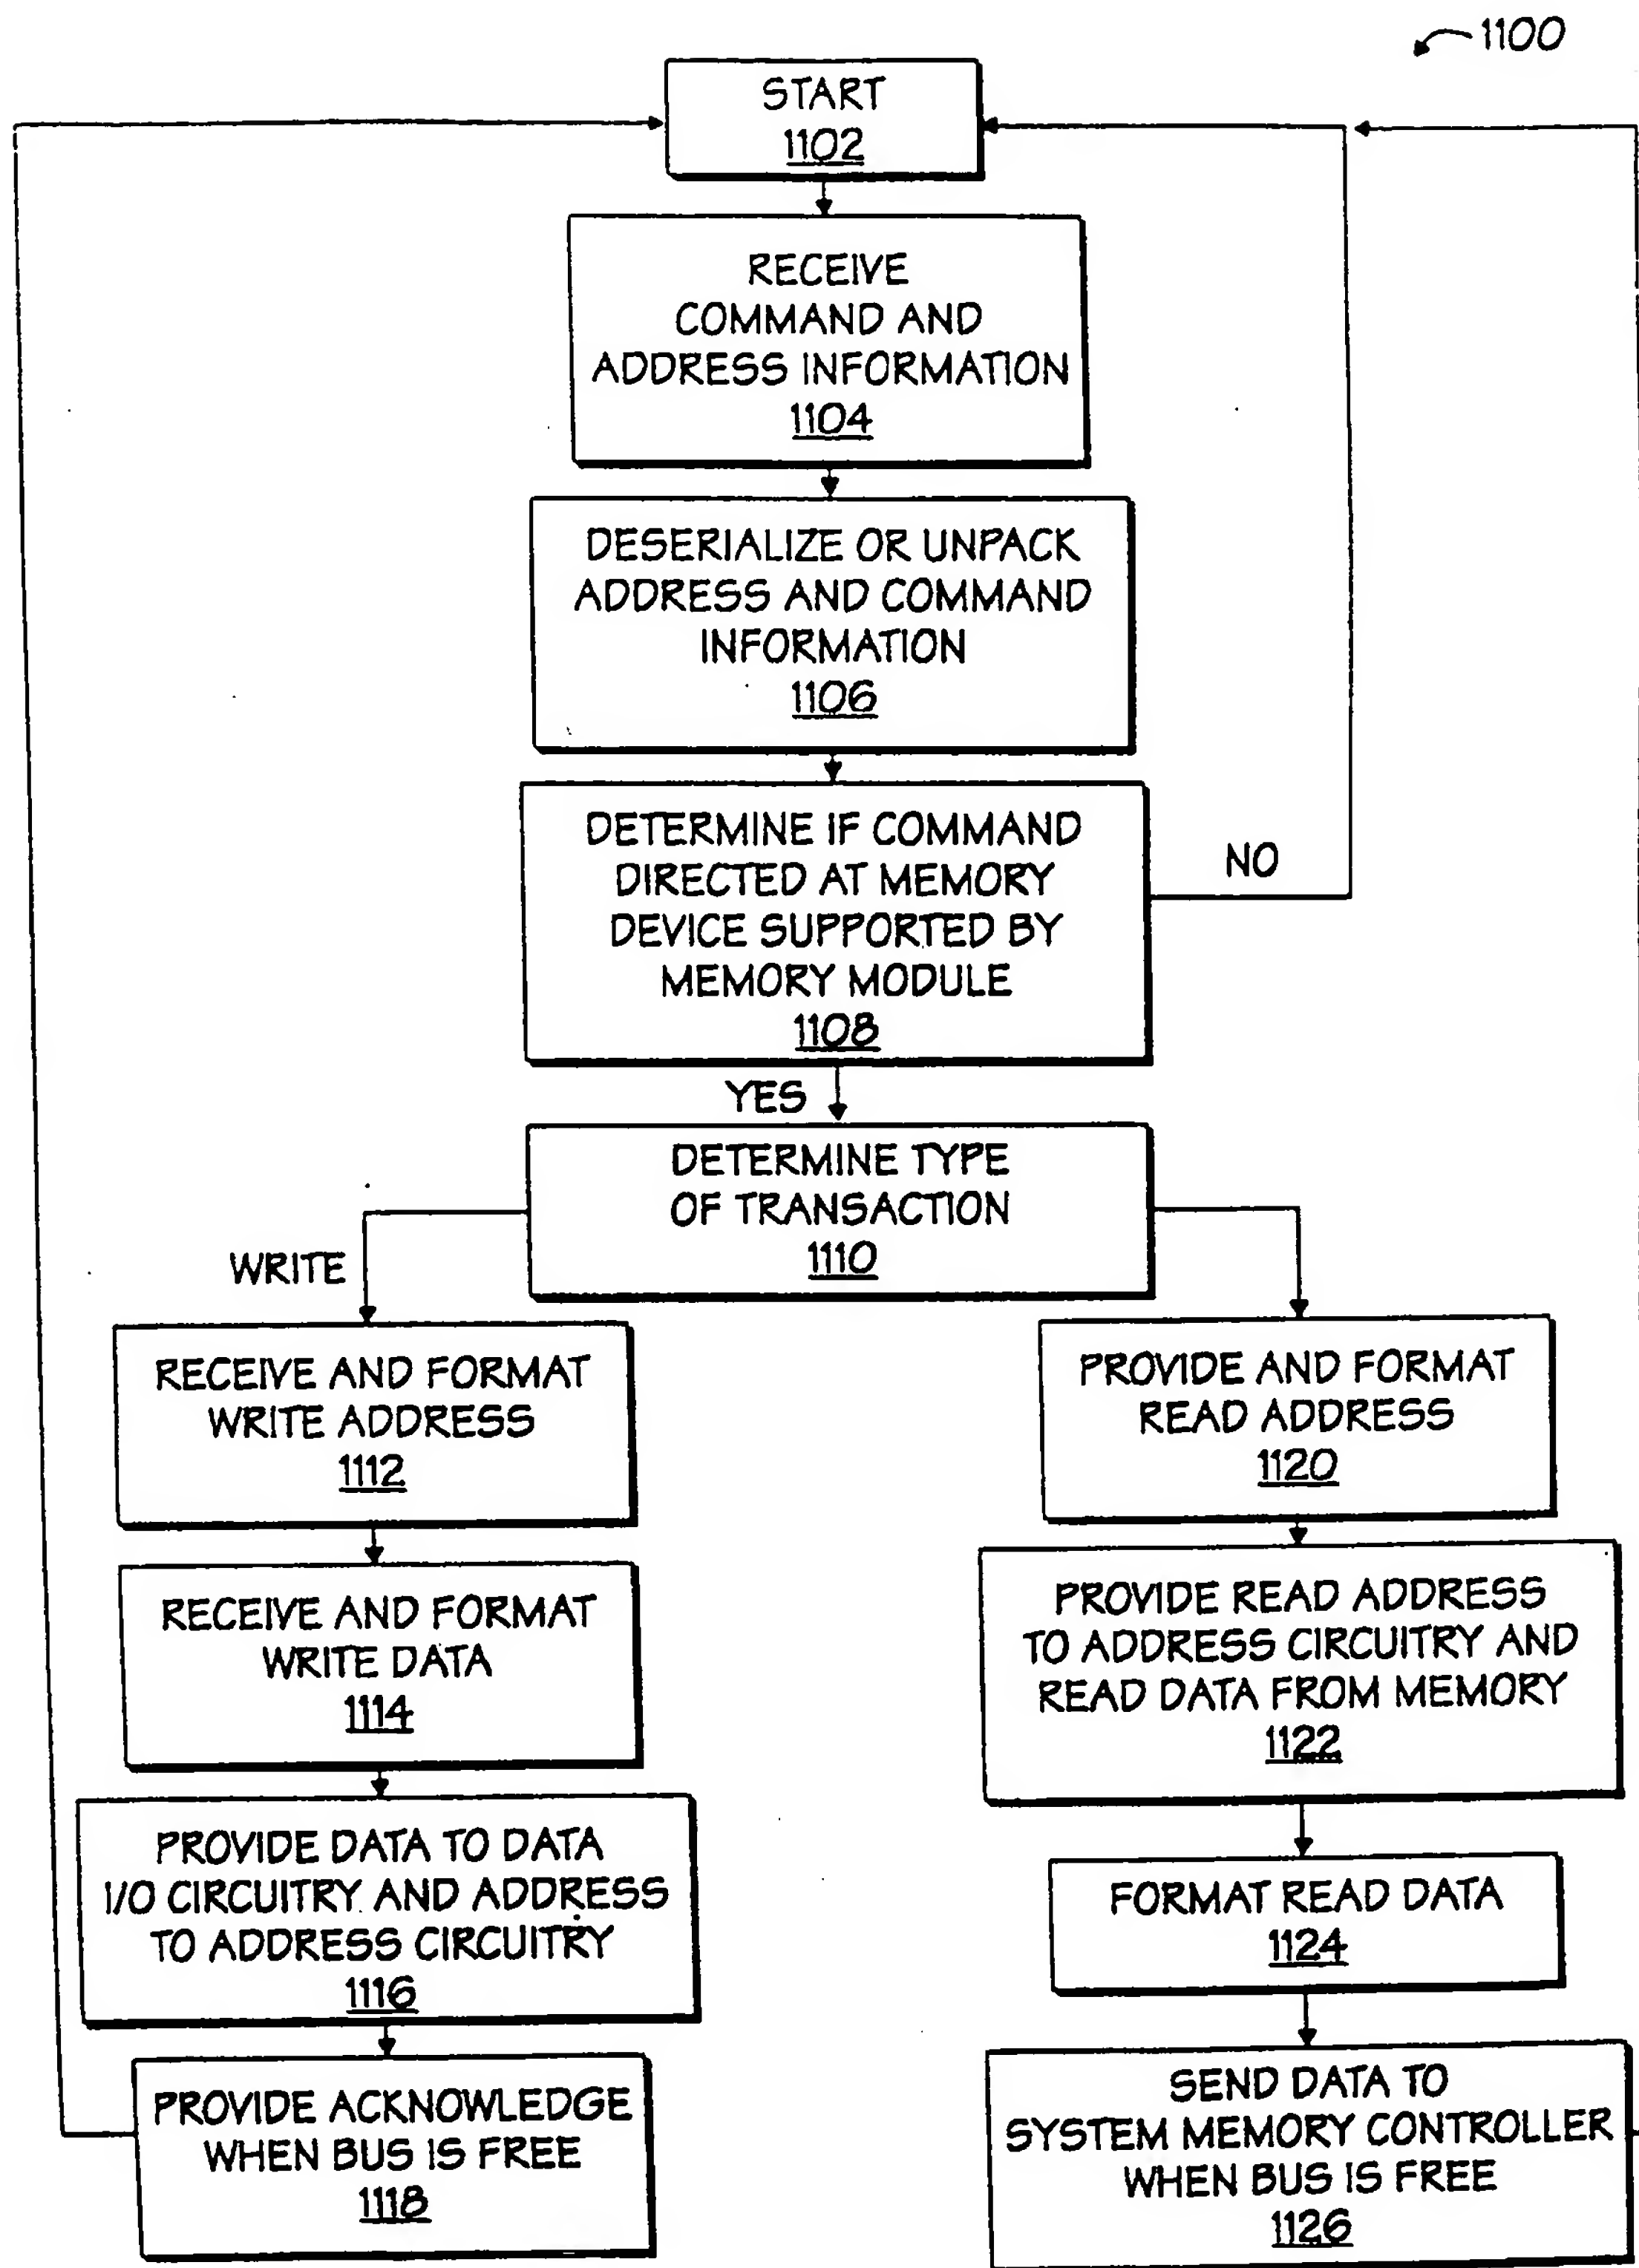 1100
START
1102
RECEIVE
COMMAND AND
ADDRESS INFORMATION
1104
DESERIALIZE OR UNPACK
ADDRESS AND COMMAND
INFORMATION
1106
DETERMINE IF COMMAND
DIRECTED AT MEMORY
DEVICE SUPPORTED BY
MEMORY MODULE
1108
NO
YES
DETERMINE TYPE
OF TRANSACTION
1110
WRITE
RECEIVE AND FORMAT
WRITE ADDRESS
1112
RECEIVE AND FORMAT
WRITE DATA
1114
PROVIDE DATA TO DATA
I/O CIRCUITRY AND ADDRESS
TO ADDRESS CIRCUITRY
1116
PROVIDE ACKNOWLEDGE
WHEN BUS IS FREE
1118
PROVIDE AND FORMAT
READ ADDRESS
1120
PROVIDE READ ADDRESS
TO ADDRESS CIRCUITRY AND
READ DATA FROM MEMORY
1122
FORMAT READ DATA
1124
SEND DATA TO
SYSTEM MEMORY CONTROLLER
WHEN BUS IS FREE
1126